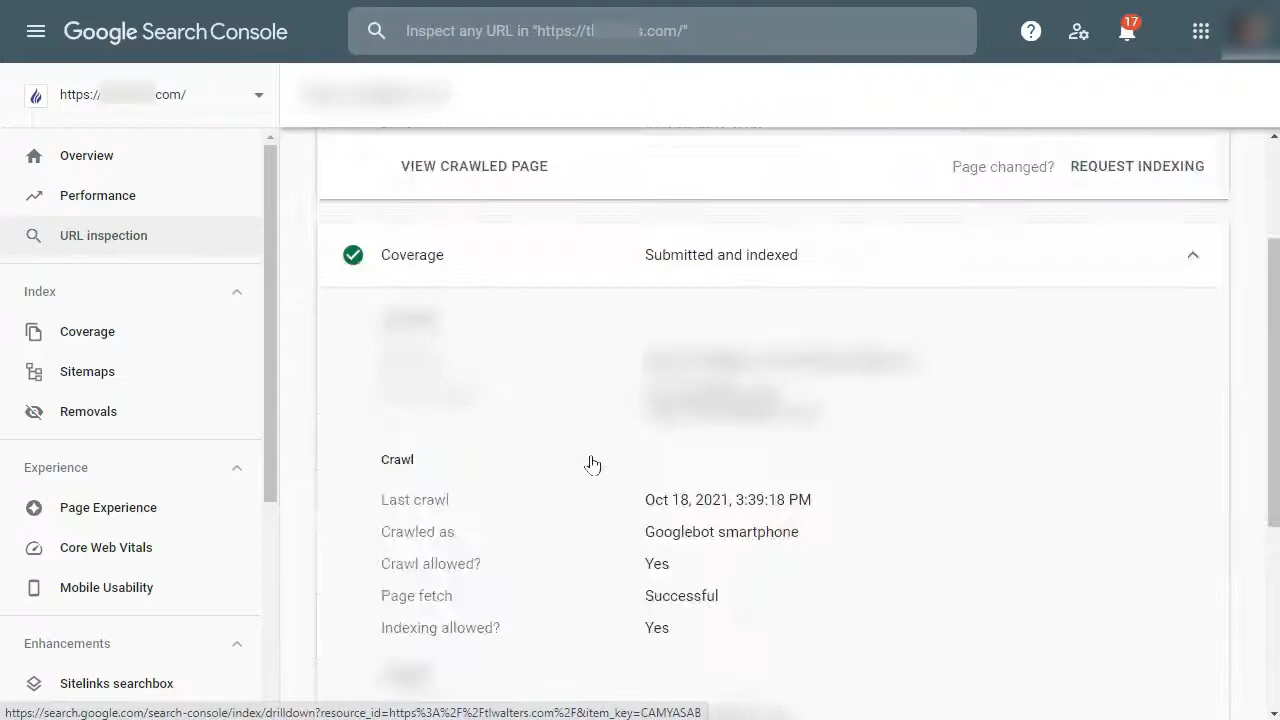 Google Search Console
Inspect any URL in "https://tl .com/"
17
https:// com/
Overview
Performance
URL inspection
Index
Coverage
Sitemaps
Removals
Experience
Page Experience
Core Web Vitals
Mobile Usability
Enhancements
Sitelinks searchbox
VIEW CRAWLED PAGE
Page changed? REQUEST INDEXING
Coverage Submitted and indexed
Crawl
Last crawl Oct 18, 2021, 3:39:18 PM
Crawled as Googlebot smartphone
Crawl allowed? Yes
Page fetch Successful
Indexing allowed? Yes
https://search.google.com/search-console/index/drilldown?resource_id=https%3A%2F%2Ftlwalters.com%2F&item_key=CAMYASAB